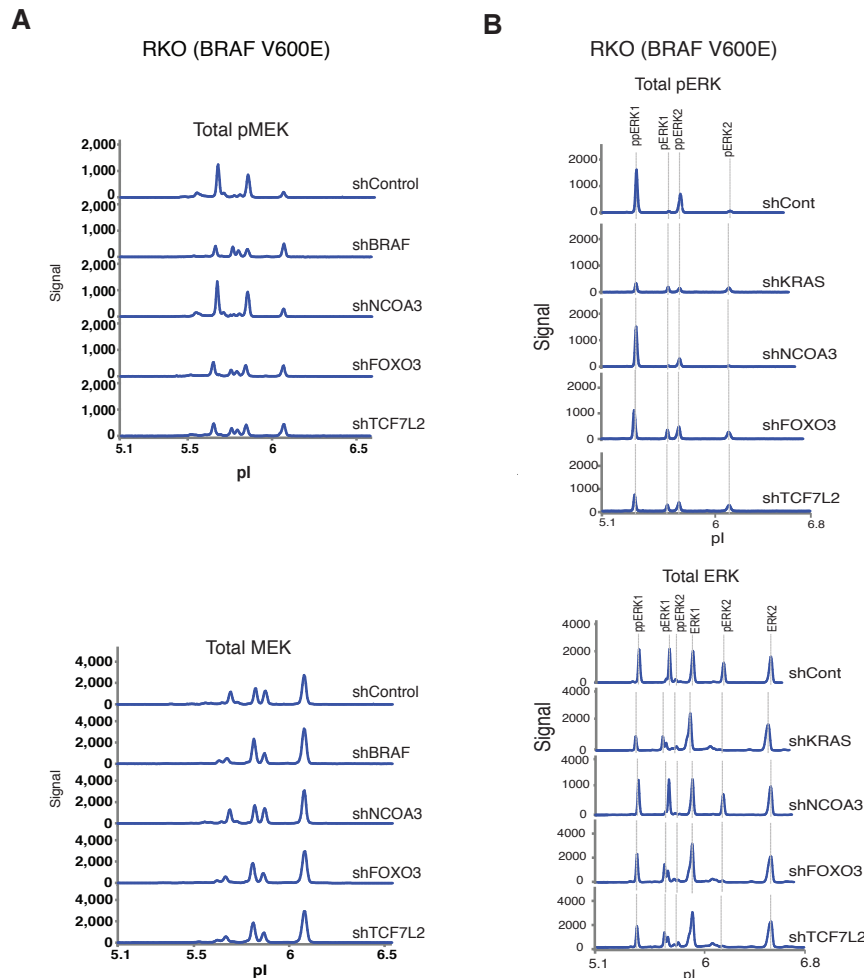 A
RKO (BRAF V600E)
Total pMEK
2,000
1,000
0
shControl
2,000
1,000
0
shBRAF
2,000
1,000
0
shNCOA3
2,000
1,000
0
shFOXO3
2,000
1,000
0
shTCF7L2
Signal
5.1
5.5
6
6.5
pI
Total MEK
4,000
2,000
0
shControl
4,000
2,000
0
shBRAF
4,000
2,000
0
shNCOA3
4,000
2,000
0
shFOXO3
4,000
2,000
0
shTCF7L2
Signal
5.1
5.5
6
6.5
pI
B
RKO (BRAF V600E)
Total pERK
ppERK1
pERK1
ppERK2
pERK2
2000
1000
0
shCont
2000
1000
0
shKRAS
2000
1000
0
shNCOA3
2000
1000
0
shFOXO3
2000
1000
0
shTCF7L2
Signal
5.1
6
6.8
pI
Total ERK
ppERK1
pERK1
ppERK2
ERK1
pERK2
ERK2
4000
2000
0
shCont
4000
2000
0
shKRAS
2000
1000
0
shNCOA3
4000
2000
0
shFOXO3
4000
2000
0
shTCF7L2
Signal
5.1
6
6.8
pI